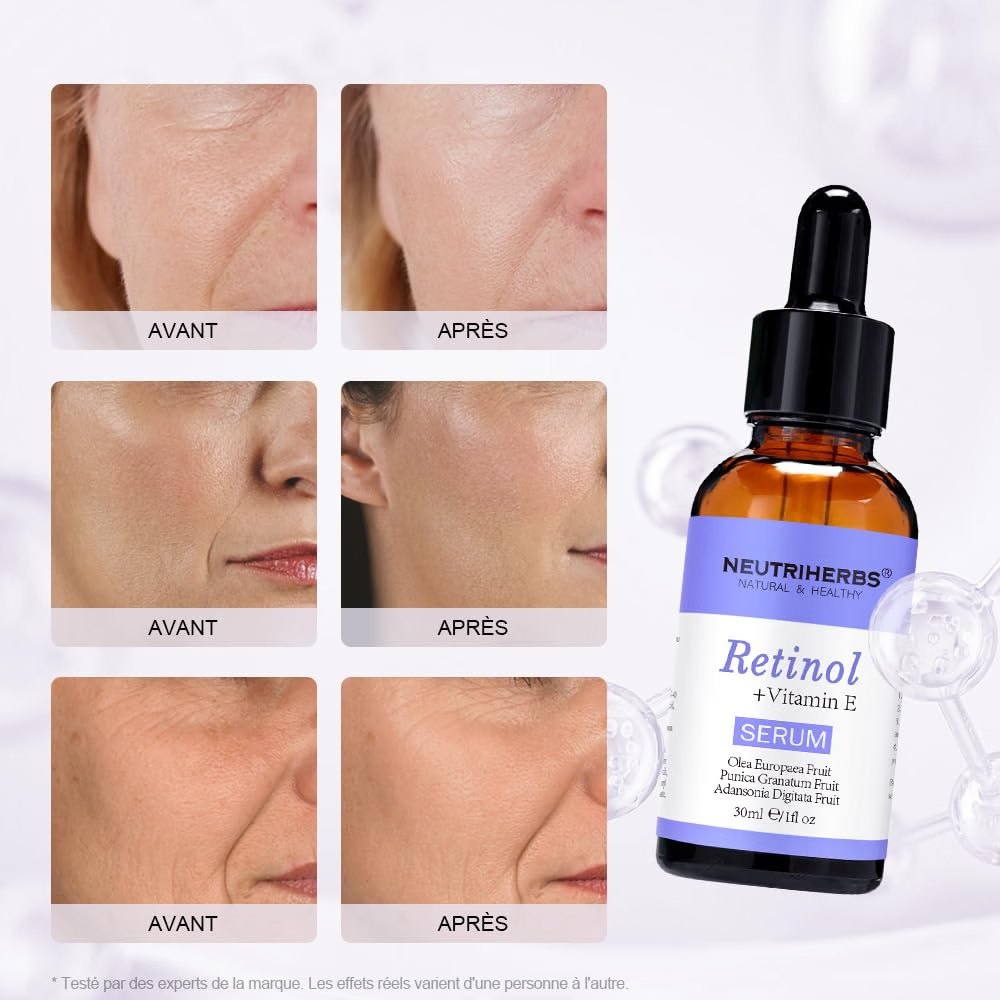 AVANT
APRÈS
AVANT
APRÈS
AVANT
APRÈS
NEUTRIHERBS®
NATURAL & HEALTHY
Retinol
+Vitamin E
SERUM
Olea Europaea Fruit
Punica Granatum Fruit
Adansonia Digitata Fruit
30ml ℮/1fl oz
* Testé par des experts de la marque. Les effets réels varient d'une personne à l'autre.